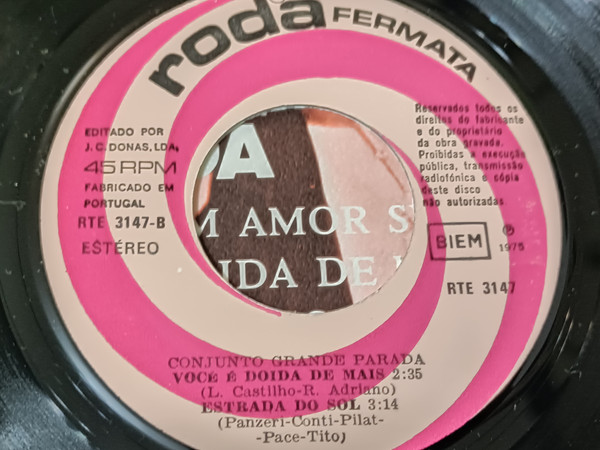 roda FERMATA
EDITADO POR
J. C. DONAS, LDA,
45 RPM
FABRICADO EM
PORTUGAL
RTE 3147-B
ESTÉREO
Reservados todos os
direitos do fabricante
e do proprietário
da obra gravada.
Proibidas a execução
pública, transmissão
radiofónica e cópia
deste disco
não autorizadas
BIEM
℗
1975
RTE 3147
DA
M AMOR S
IDA DE
CONJUNTO GRANDE PARADA
VOCÊ É DOIDA DE MAIS 2:35
(L. Castilho-R. Adriano)
ESTRADA DO SOL 3:14
(Panzeri-Conti-Pilat-
-Pace-Tito)